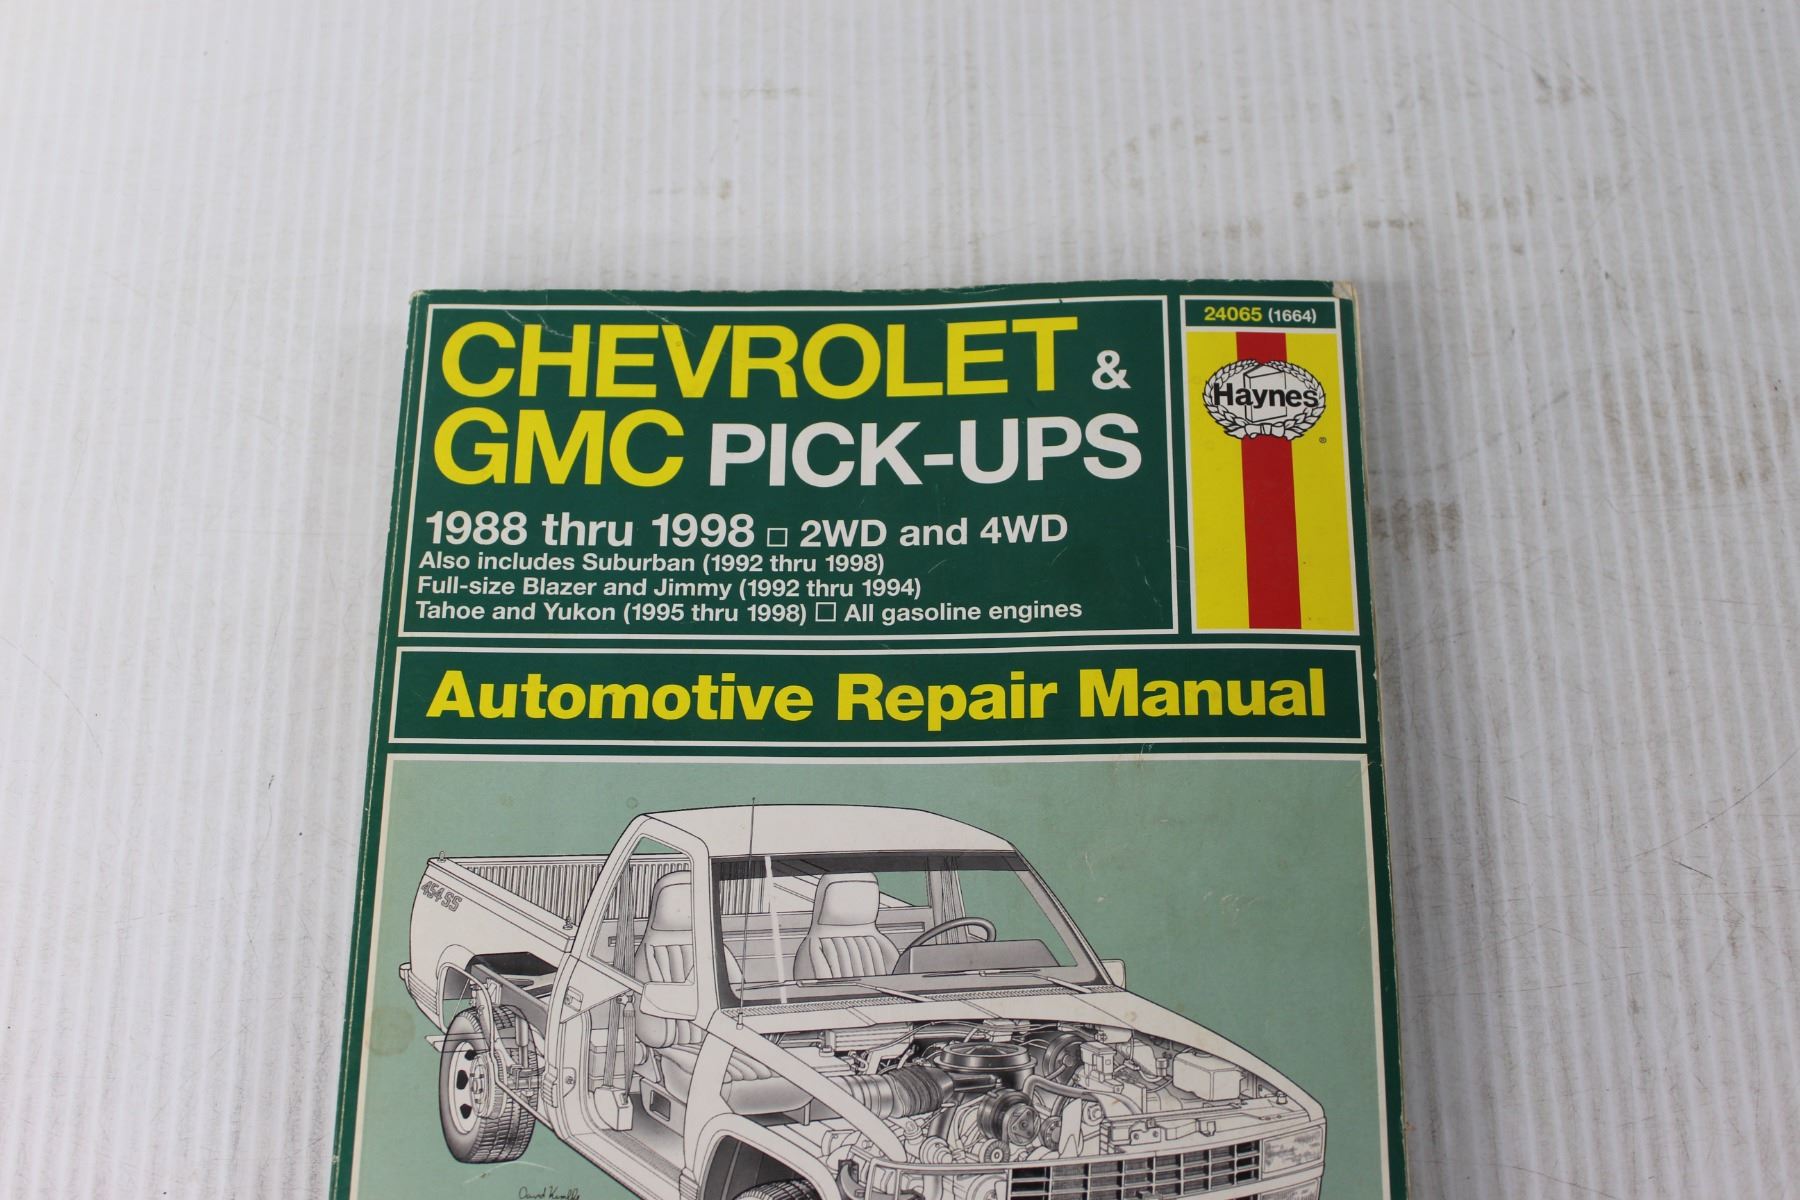 CHEVROLET &
GMC PICK-UPS
1988 thru 1998 □ 2WD and 4WD
Also includes Suburban (1992 thru 1998)
Full-size Blazer and Jimmy (1992 thru 1994)
Tahoe and Yukon (1995 thru 1998) □ All gasoline engines
24065 (1664)
Haynes
®
Automotive Repair Manual
454 SS
David Kimble